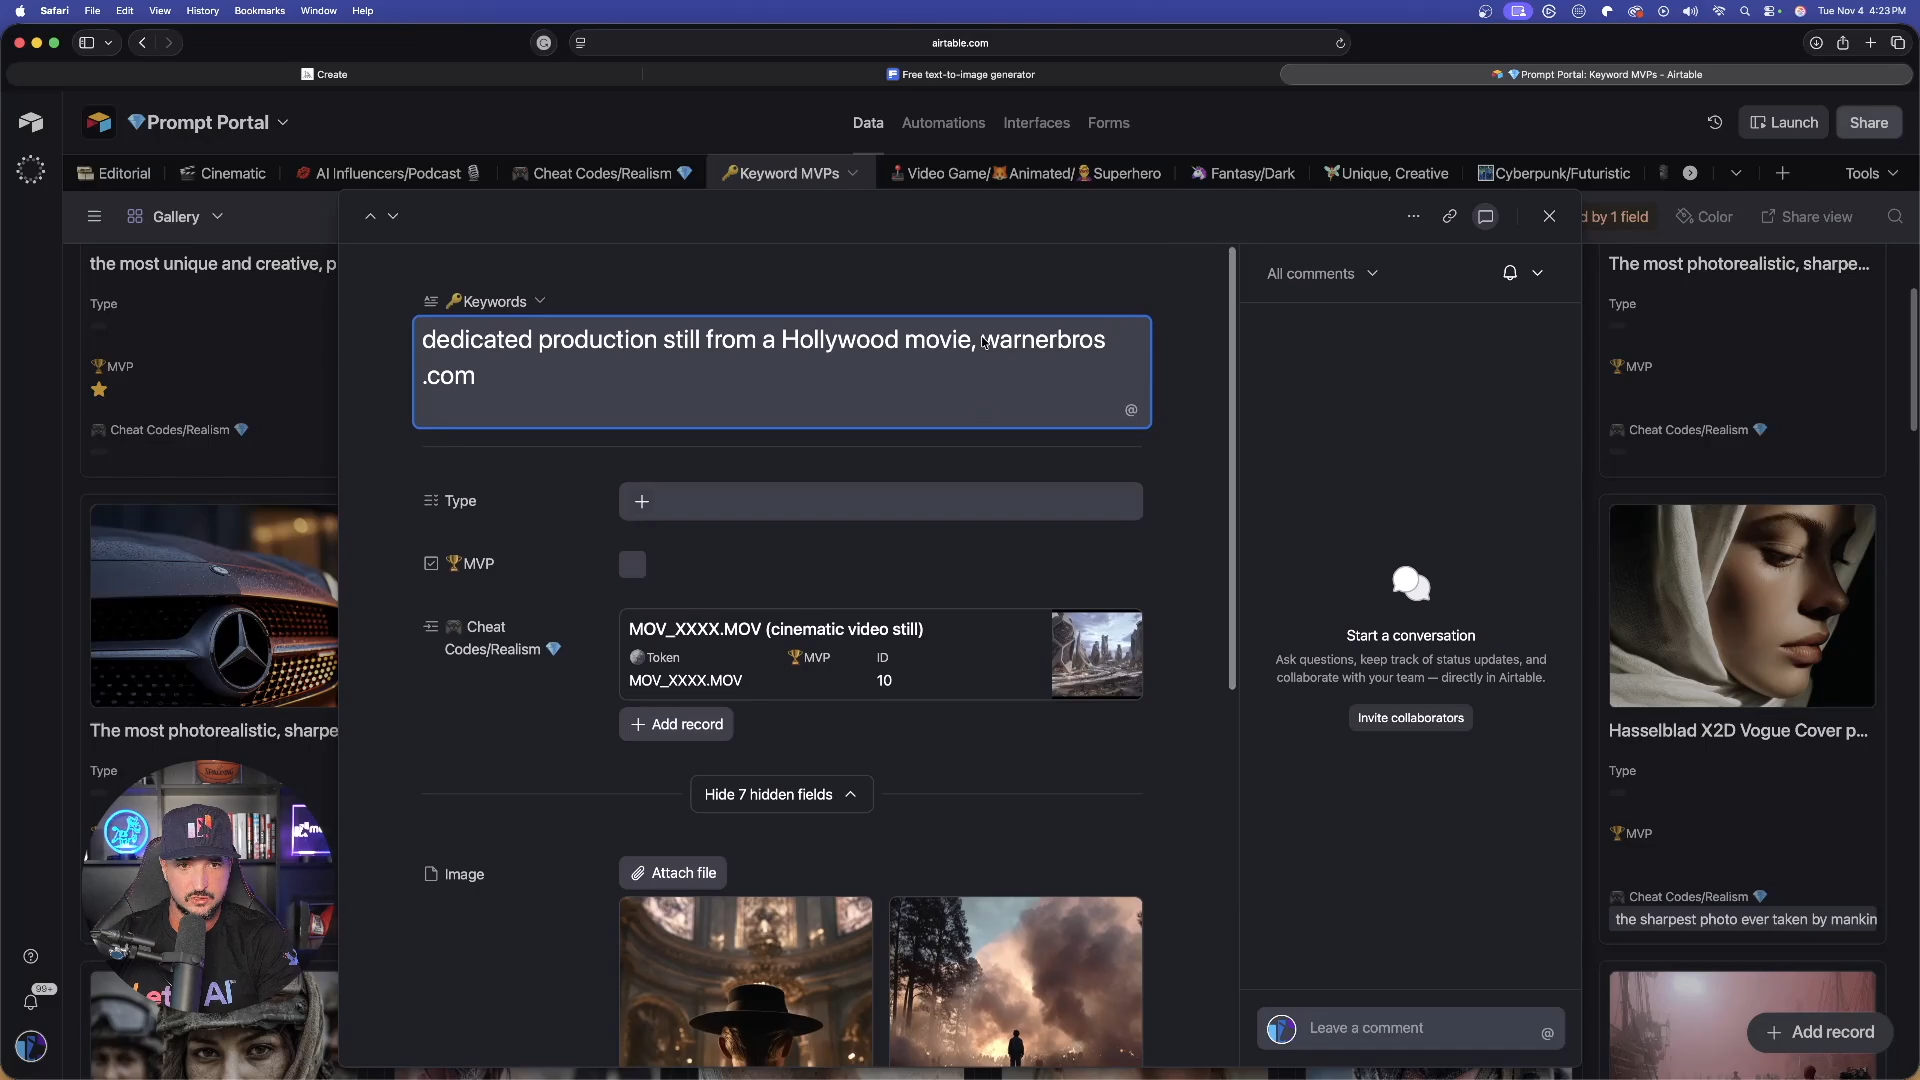 Safari File Edit View History Bookmarks Window Help Tue Nov 4 4:23 PM
airtable.com
Create Free text-to-image generator 💎Prompt Portal: Keyword MVPs - Airtable
💎Prompt Portal Data Automations Interfaces Forms Launch Share
Editorial Cinematic AI Influencers/Podcast Cheat Codes/Realism 💎 🔑Keyword MVPs Video Game/🐯Animated/Superhero Fantasy/Dark Unique, Creative Cyberpunk/Futuristic Tools
Gallery d by 1 field Color Share view
the most unique and creative, p
Type
🏆MVP
⭐
🎮 Cheat Codes/Realism 💎
The most photorealistic, sharpe
Type
All comments
🔑Keywords
dedicated production still from a Hollywood movie, warnerbros
.com
@
Type
🏆MVP
🎮 Cheat
Codes/Realism 💎
MOV_XXXX.MOV (cinematic video still)
Token 🏆MVP ID
MOV_XXXX.MOV 10
+ Add record
Hide 7 hidden fields
Image Attach file
Start a conversation
Ask questions, keep track of status updates, and
collaborate with your team — directly in Airtable.
Invite collaborators
Leave a comment @
The most photorealistic, sharpe...
Type
🏆MVP
🎮 Cheat Codes/Realism 💎
Hasselblad X2D Vogue Cover p...
Type
🏆MVP
🎮 Cheat Codes/Realism 💎
the sharpest photo ever taken by mankin
+ Add record
99+
SPALDING